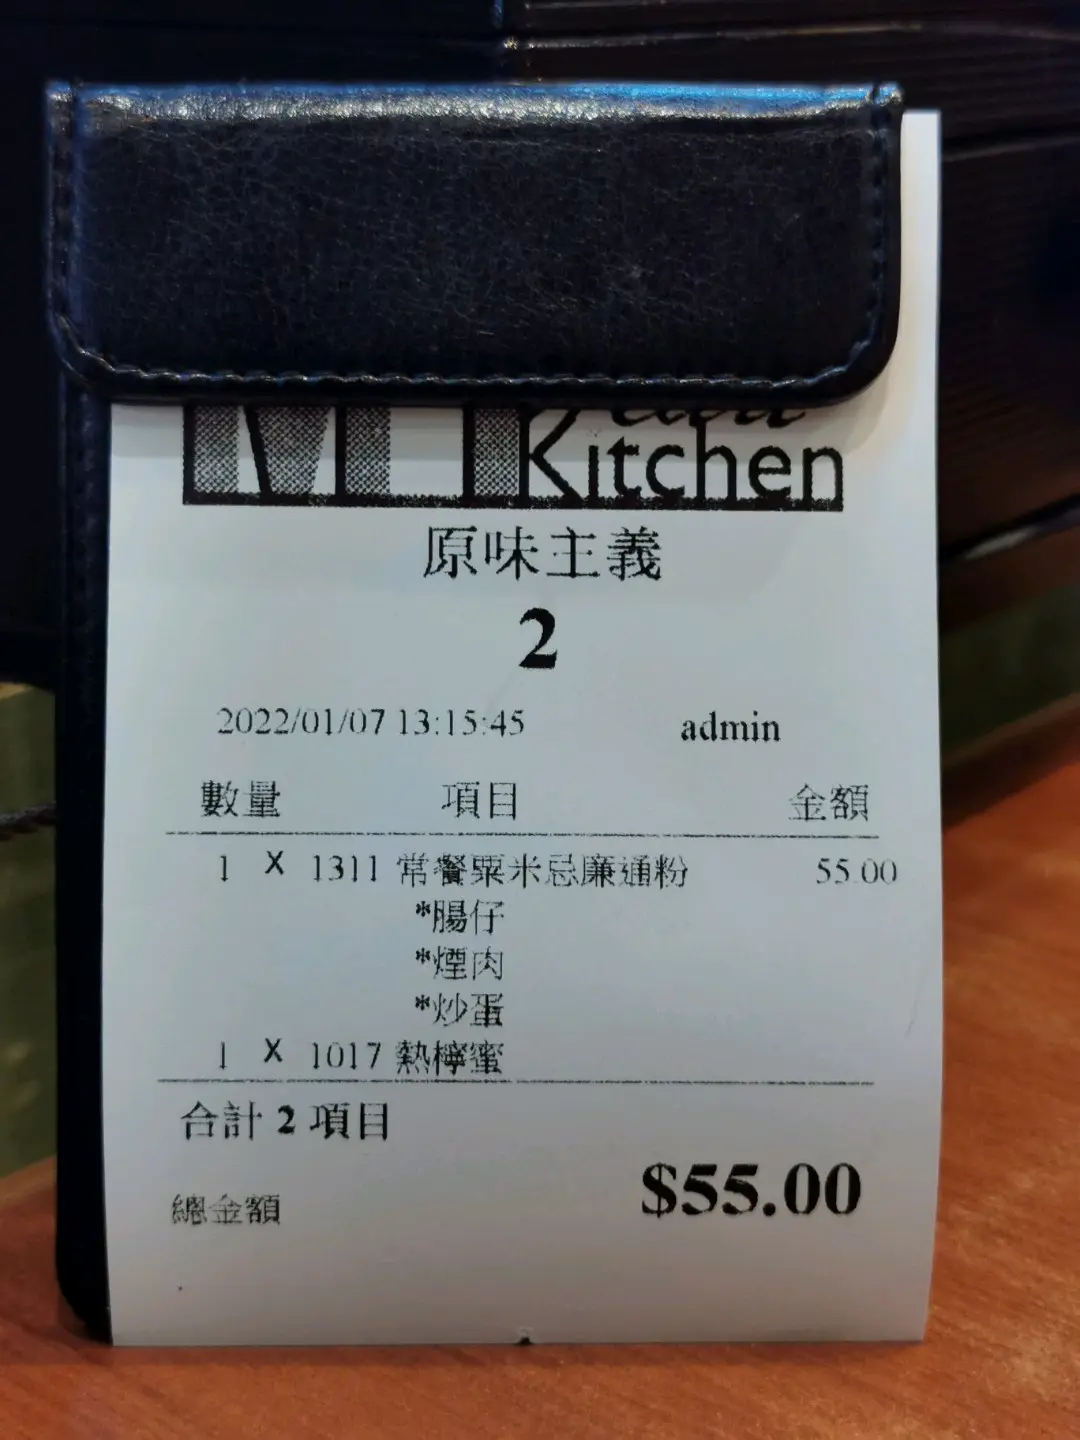 Kitchen
原味主義
2
2022/01/07 13:15:45 admin
數量 項目 金額
1 X 1311 常餐粟米忌廉通粉 55.00
*腸仔
*煙肉
*炒蛋
1 X 1017 熱檸蜜
合計 2 項目
$55.00
總金額